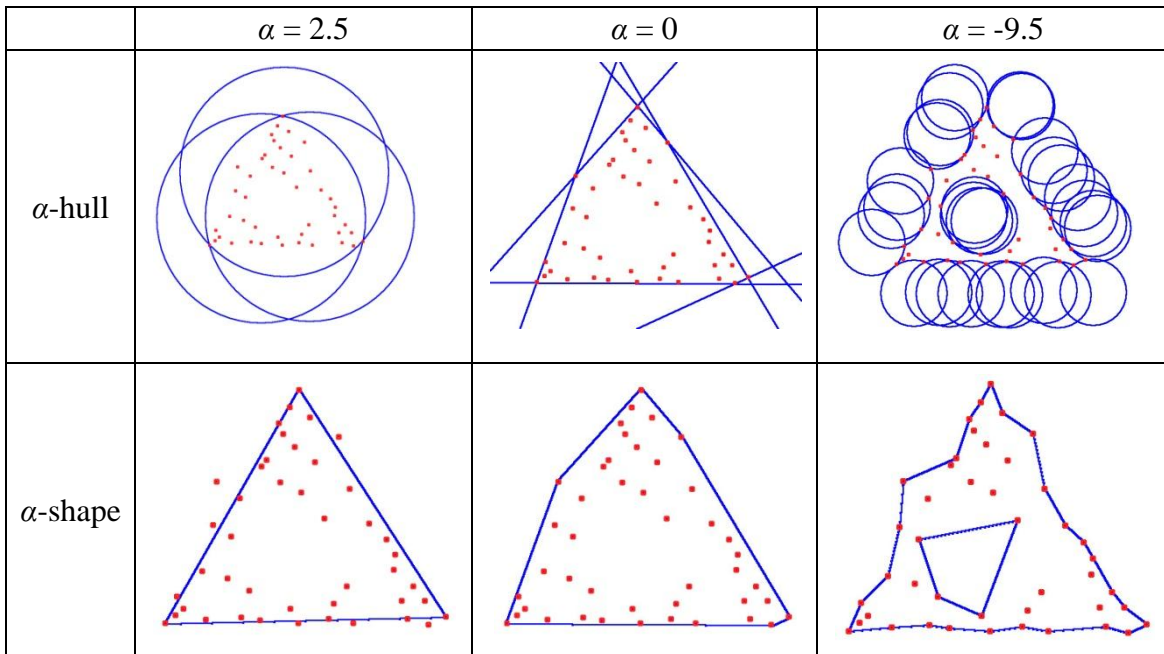 α = 2.5 α = 0 α = -9.5
α-hull
α-shape